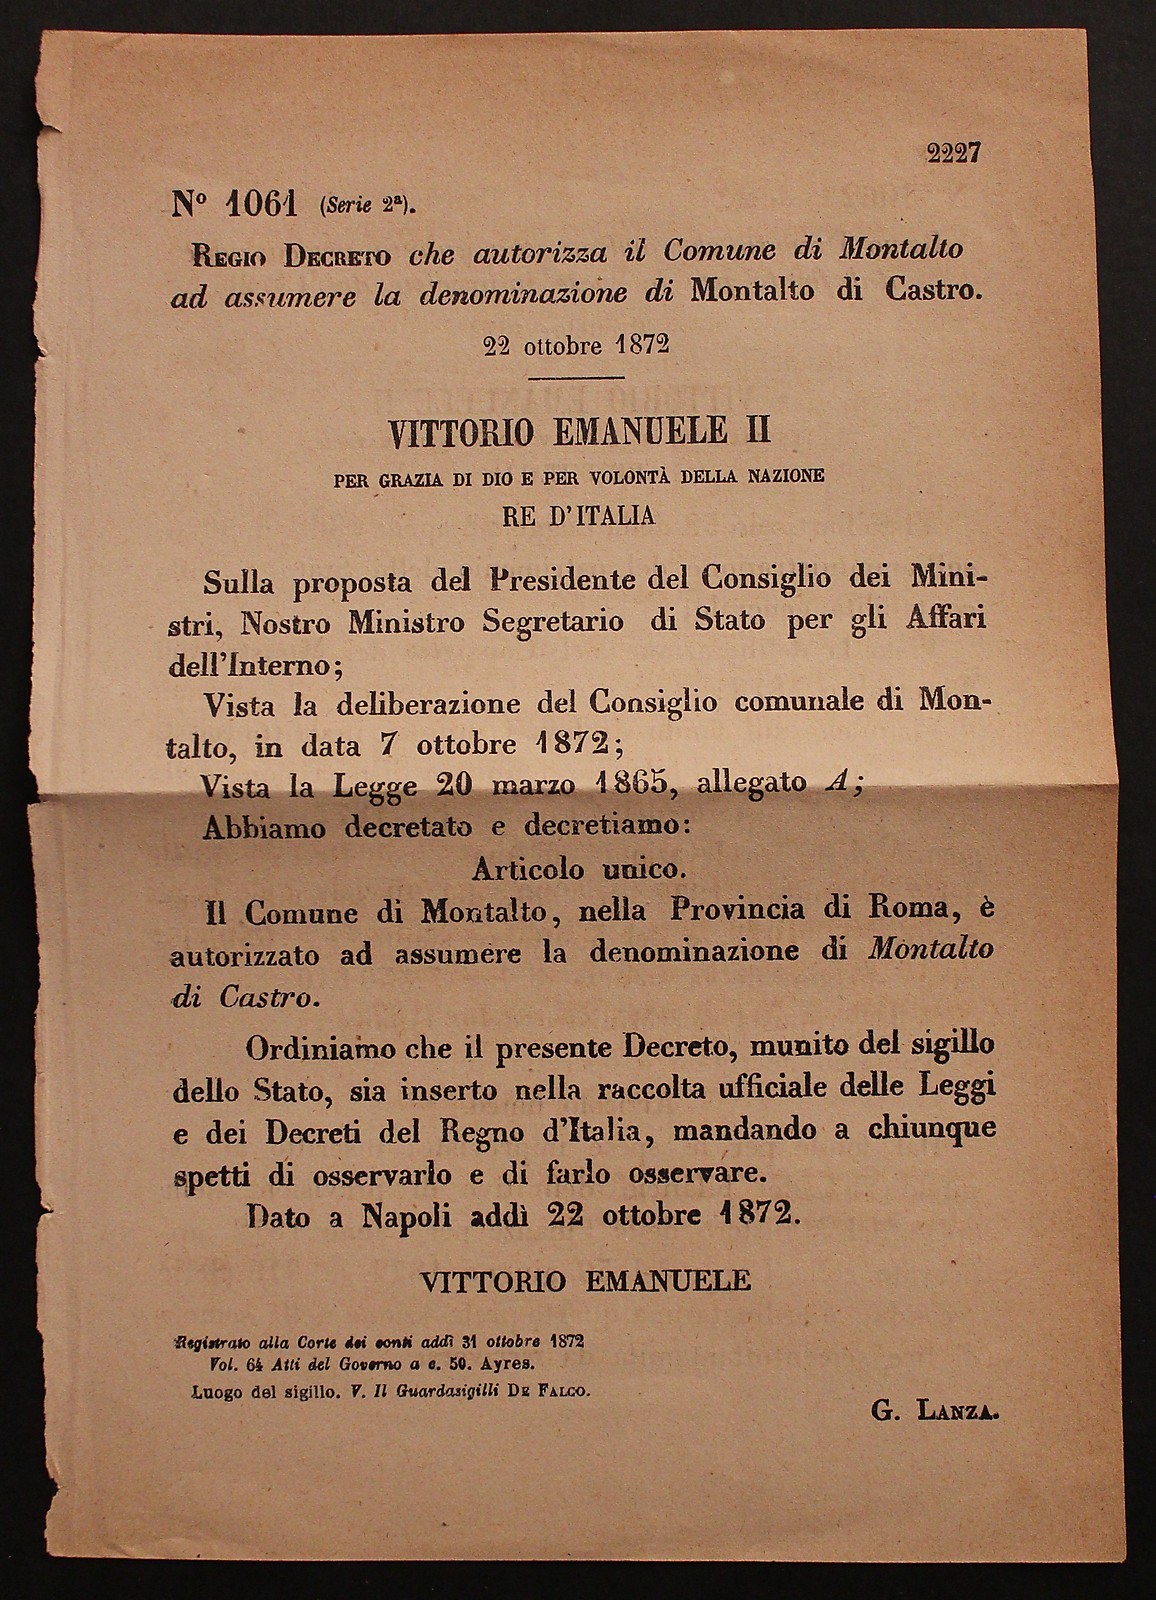 2227
Nº 1061 (Serie 2ª).
REGIO DECRETO che autorizza il Comune di Montalto
ad assumere la denominazione di Montalto di Castro.
22 ottobre 1872
VITTORIO EMANUELE II
PER GRAZIA DI DIO E PER VOLONTÀ DELLA NAZIONE
RE D'ITALIA
Sulla proposta del Presidente del Consiglio dei Mini-
stri, Nostro Ministro Segretario di Stato per gli Affari
dell'Interno;
Vista la deliberazione del Consiglio comunale di Mon-
talto, in data 7 ottobre 1872;
Vista la Legge 20 marzo 1865, allegato A;
Abbiamo decretato e decretiamo:
Articolo unico.
Il Comune di Montalto, nella Provincia di Roma, è
autorizzato ad assumere la denominazione di Montalto
di Castro.
Ordiniamo che il presente Decreto, munito del sigillo
dello Stato, sia inserto nella raccolta ufficiale delle Leggi
e dei Decreti del Regno d'Italia, mandando a chiunque
spetti di osservarlo e di farlo osservare.
Dato a Napoli addì 22 ottobre 1872.
VITTORIO EMANUELE
Registrato alla Corte dei conti addì 31 ottobre 1872
Vol. 64 Atti del Governo a c. 50. Ayres.
Luogo del sigillo. V. Il Guardasigilli DE FALCO.
G. LANZA.